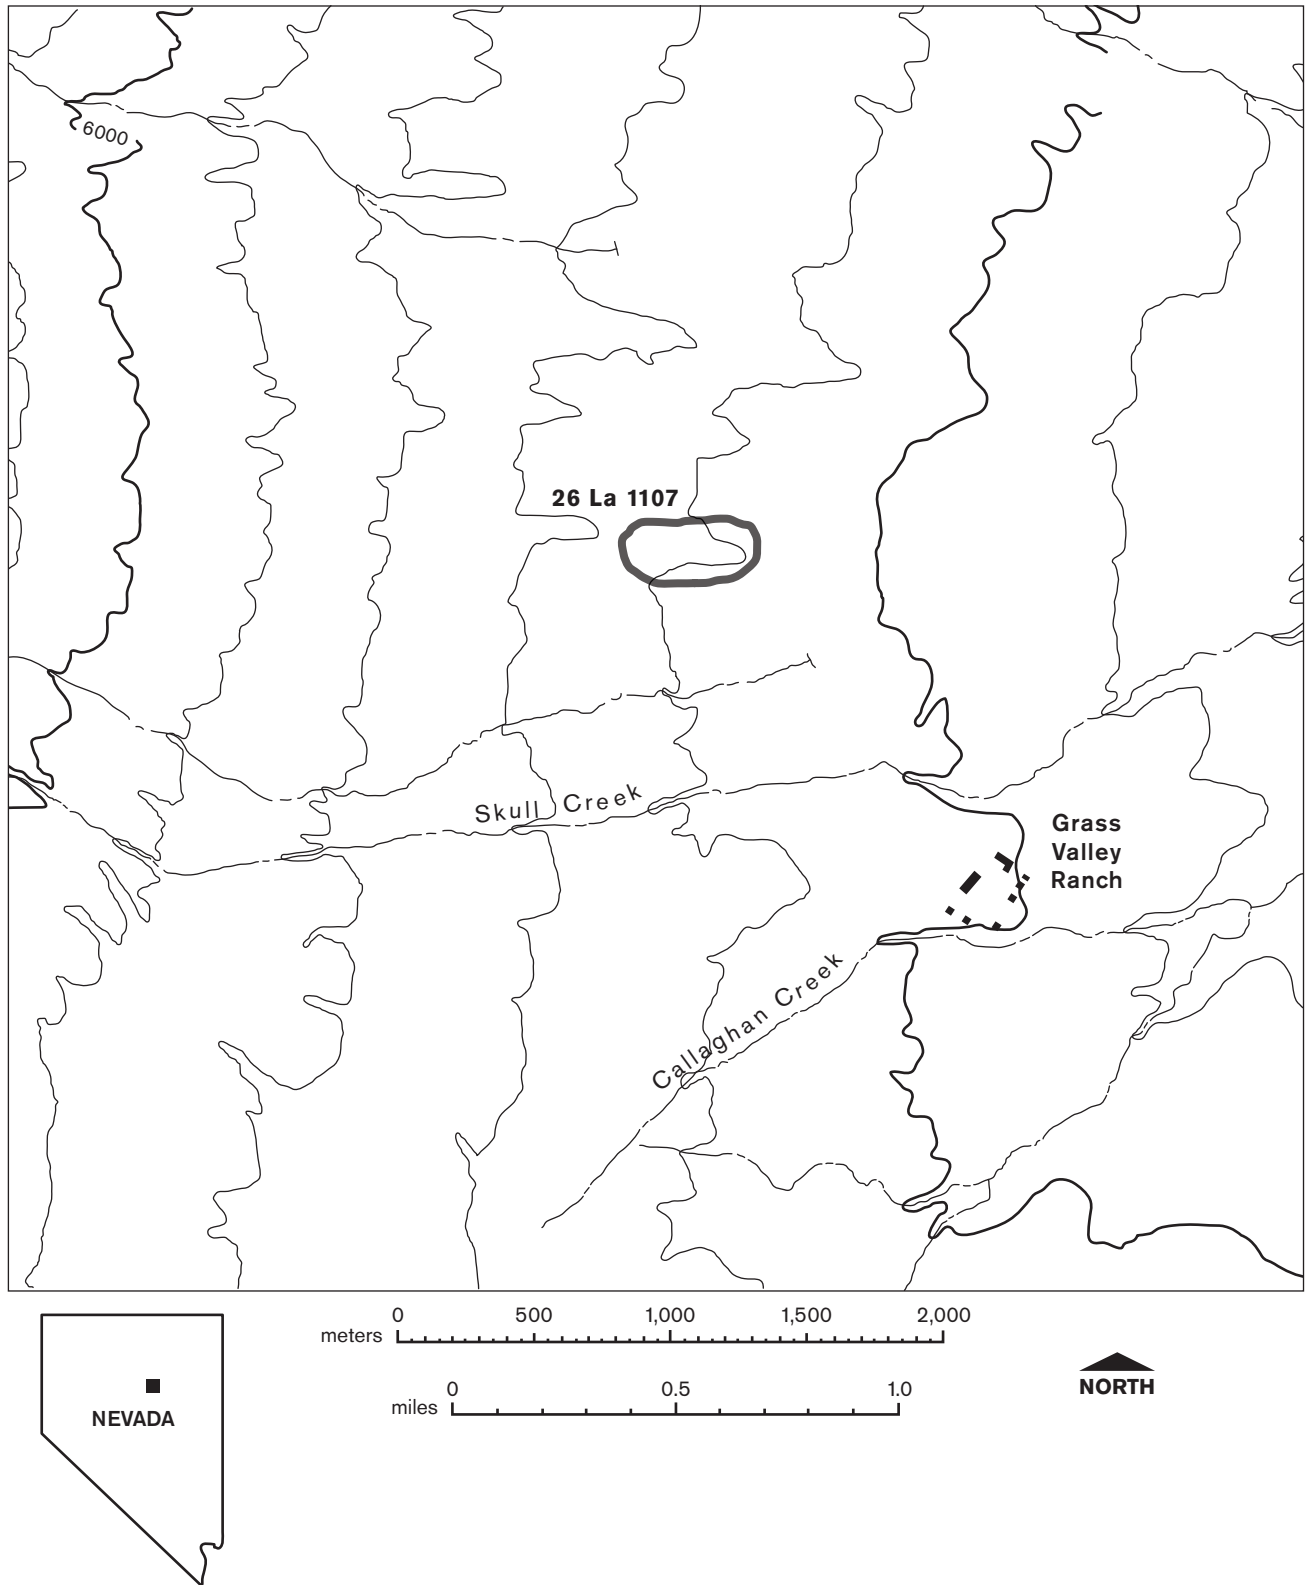 6000
26 La 1107
Skull Creek
Grass
Valley
Ranch
Callaghan Creek
0 500 1,000 1,500 2,000
meters
0 0.5 1.0
miles
NORTH
NEVADA